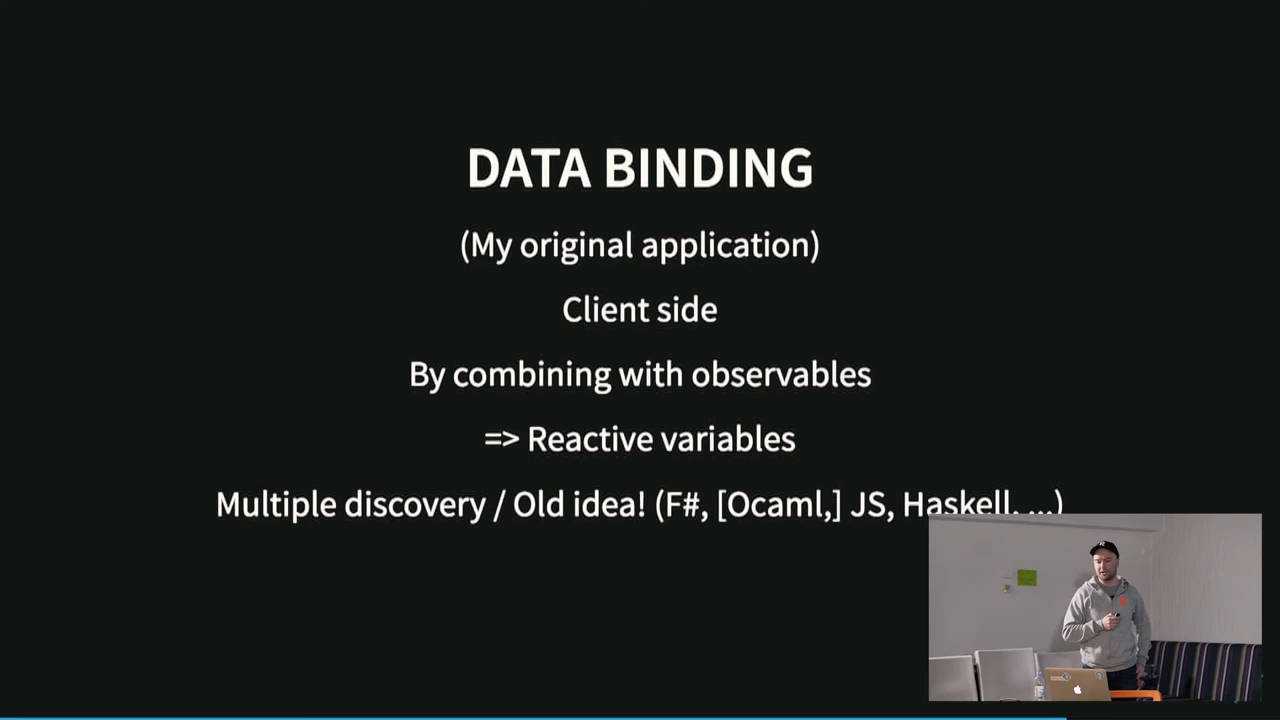 DATA BINDING
(My original application)
Client side
By combining with observables
=> Reactive variables
Multiple discovery / Old idea! (F#, [Ocaml,] JS, Haskell, ...)